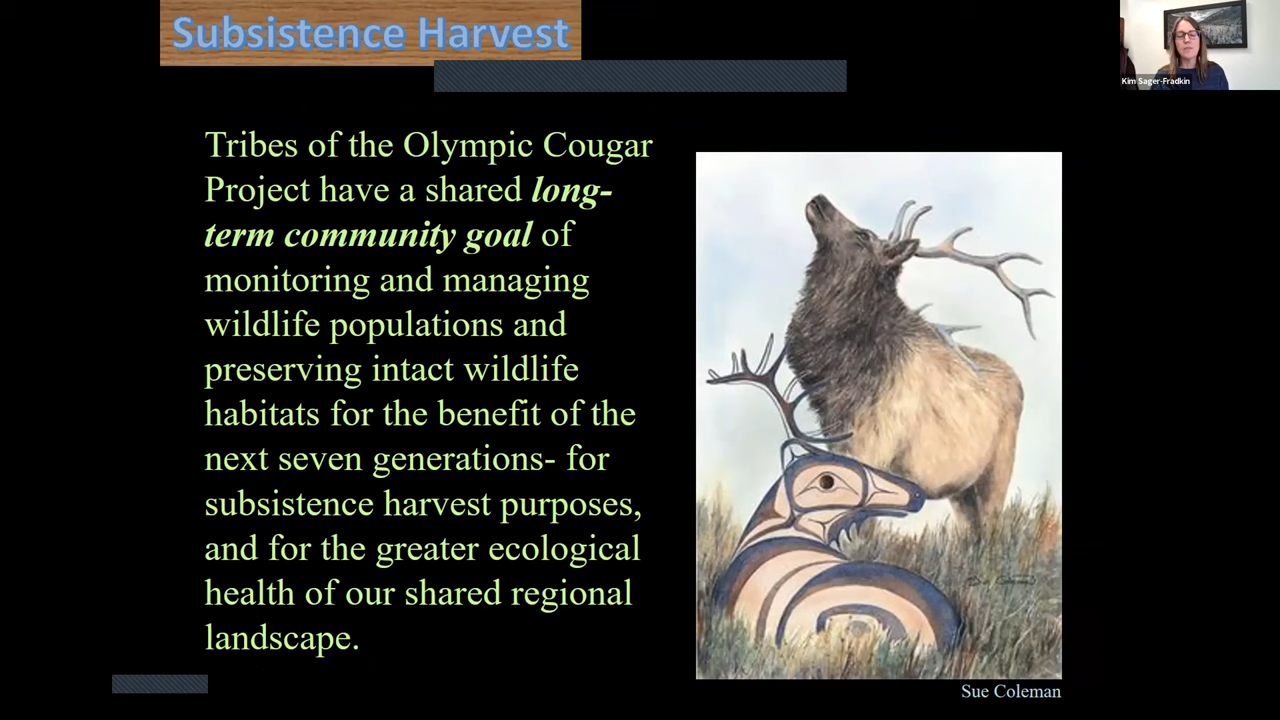 Subsistence Harvest
Kim Sager-Fradkin
Tribes of the Olympic Cougar
Project have a shared long-
term community goal of
monitoring and managing
wildlife populations and
preserving intact wildlife
habitats for the benefit of the
next seven generations- for
subsistence harvest purposes,
and for the greater ecological
health of our shared regional
landscape.
Sue Coleman